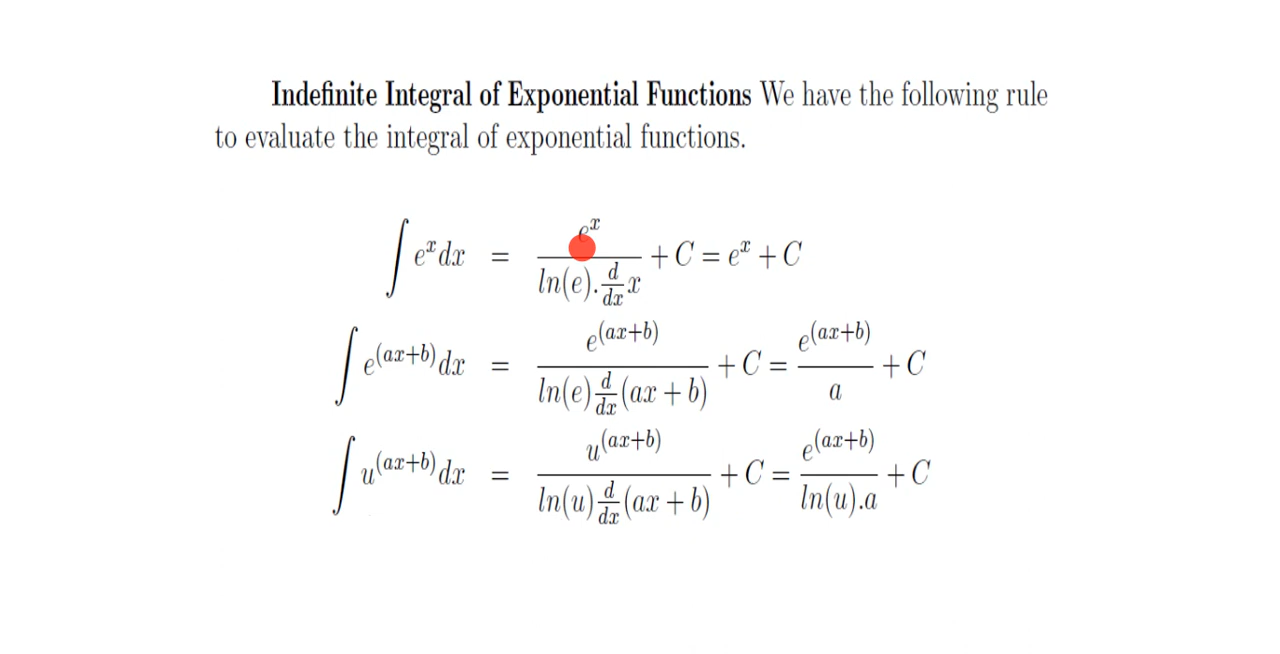 Indefinite Integral of Exponential Functions We have the following rule
to evaluate the integral of exponential functions.
∫ e^x dx = e^x / (ln(e).d/dx x) + C = e^x + C
∫ e^(ax+b) dx = e^(ax+b) / (ln(e) d/dx (ax + b)) + C = e^(ax+b) / a + C
∫ u^(ax+b) dx = u^(ax+b) / (ln(u) d/dx (ax + b)) + C = e^(ax+b) / (ln(u).a) + C